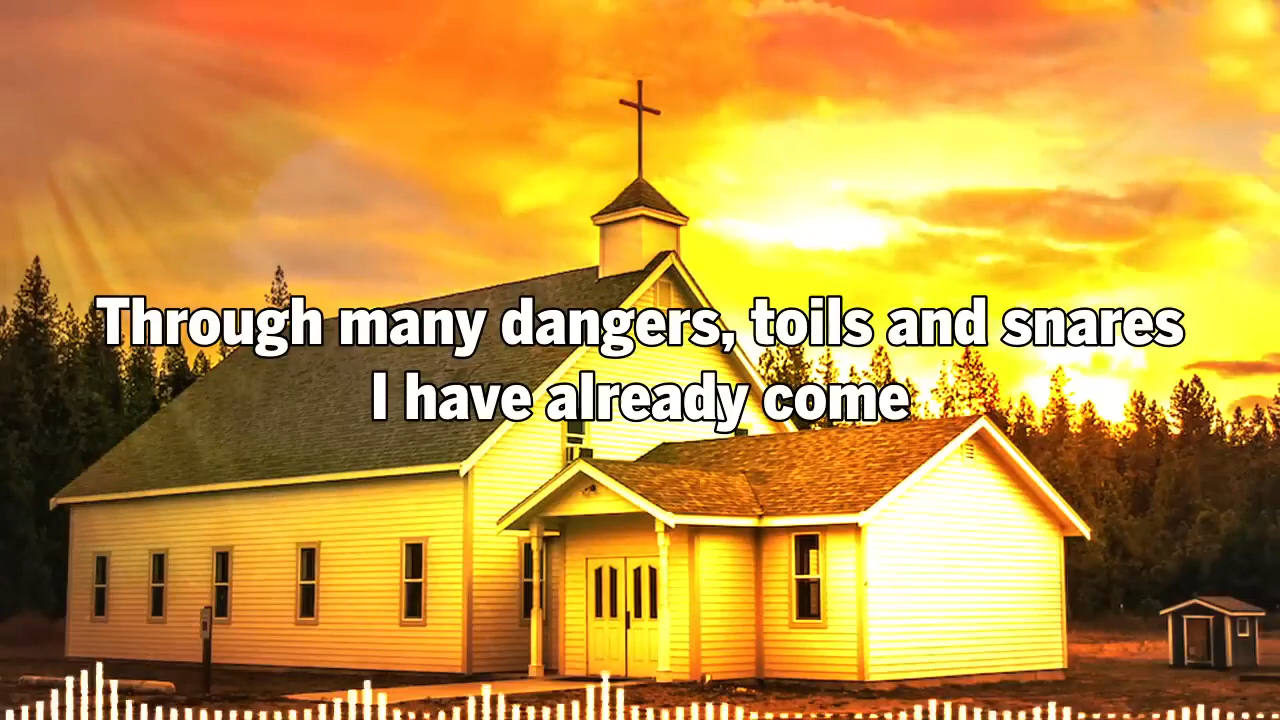 Through many dangers, toils and snares
I have already come